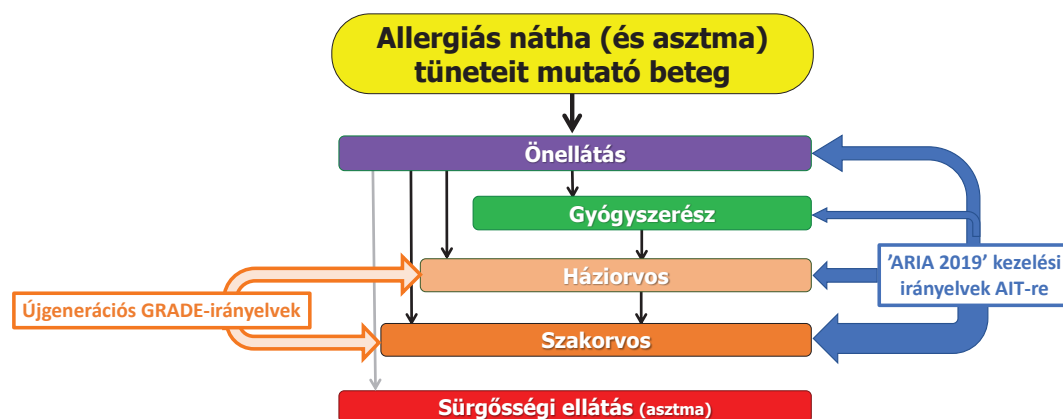 Allergiás nátha (és asztma)
tüneteit mutató beteg
Önellátás
Gyógyszerész
Háziorvos
'ARIA 2019' kezelési
irányelvek AIT-re
Újgenerációs GRADE-irányelvek
Szakorvos
Sürgősségi ellátás (asztma)